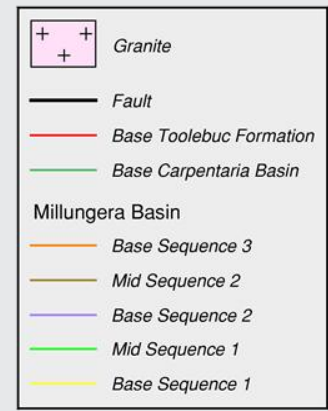 Granite
Fault
Base Toolebuc Formation
Base Carpentaria Basin
Millungera Basin
Base Sequence 3
Mid Sequence 2
Base Sequence 2
Mid Sequence 1
Base Sequence 1